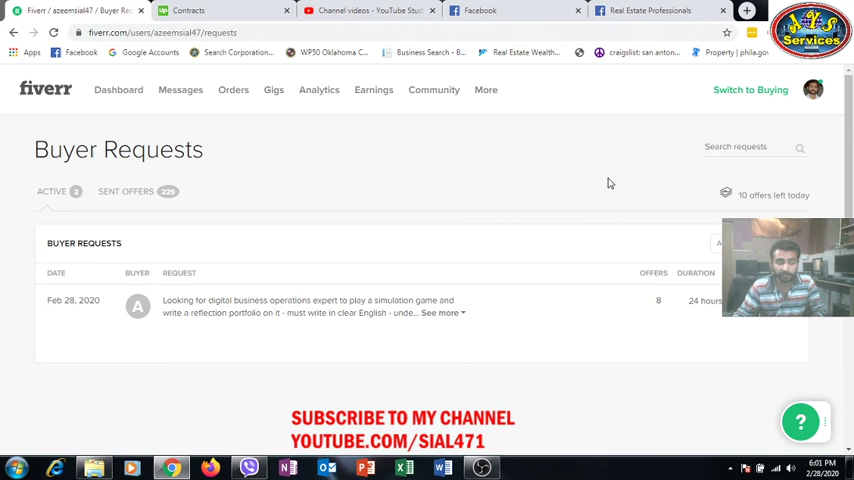 Fiverr / azeemsial47 / Buyer Rec
Contracts
Channel videos - YouTube Stud
Facebook
Real Estate Professionals
fiverr.com/users/azeemsial47/requests
Apps
Facebook
Google Accounts
Search Corporation...
WP50 Oklahoma C...
Business Search - B...
Real Estate Wealth...
craigslist: san anton...
Property | phila.gov
AYS
Services
fiverr
Dashboard
Messages
Orders
Gigs
Analytics
Earnings
Community
More
Switch to Buying
Buyer Requests
Search requests
ACTIVE 2
SENT OFFERS 229
10 offers left today
BUYER REQUESTS
DATE
BUYER
REQUEST
OFFERS
DURATION
Feb 28, 2020
A
Looking for digital business operations expert to play a simulation game and
write a reflection portfolio on it - must write in clear English - unde... See more
8
24 hours
SUBSCRIBE TO MY CHANNEL
YOUTUBE.COM/SIAL471
?
6:01 PM
2/28/2020